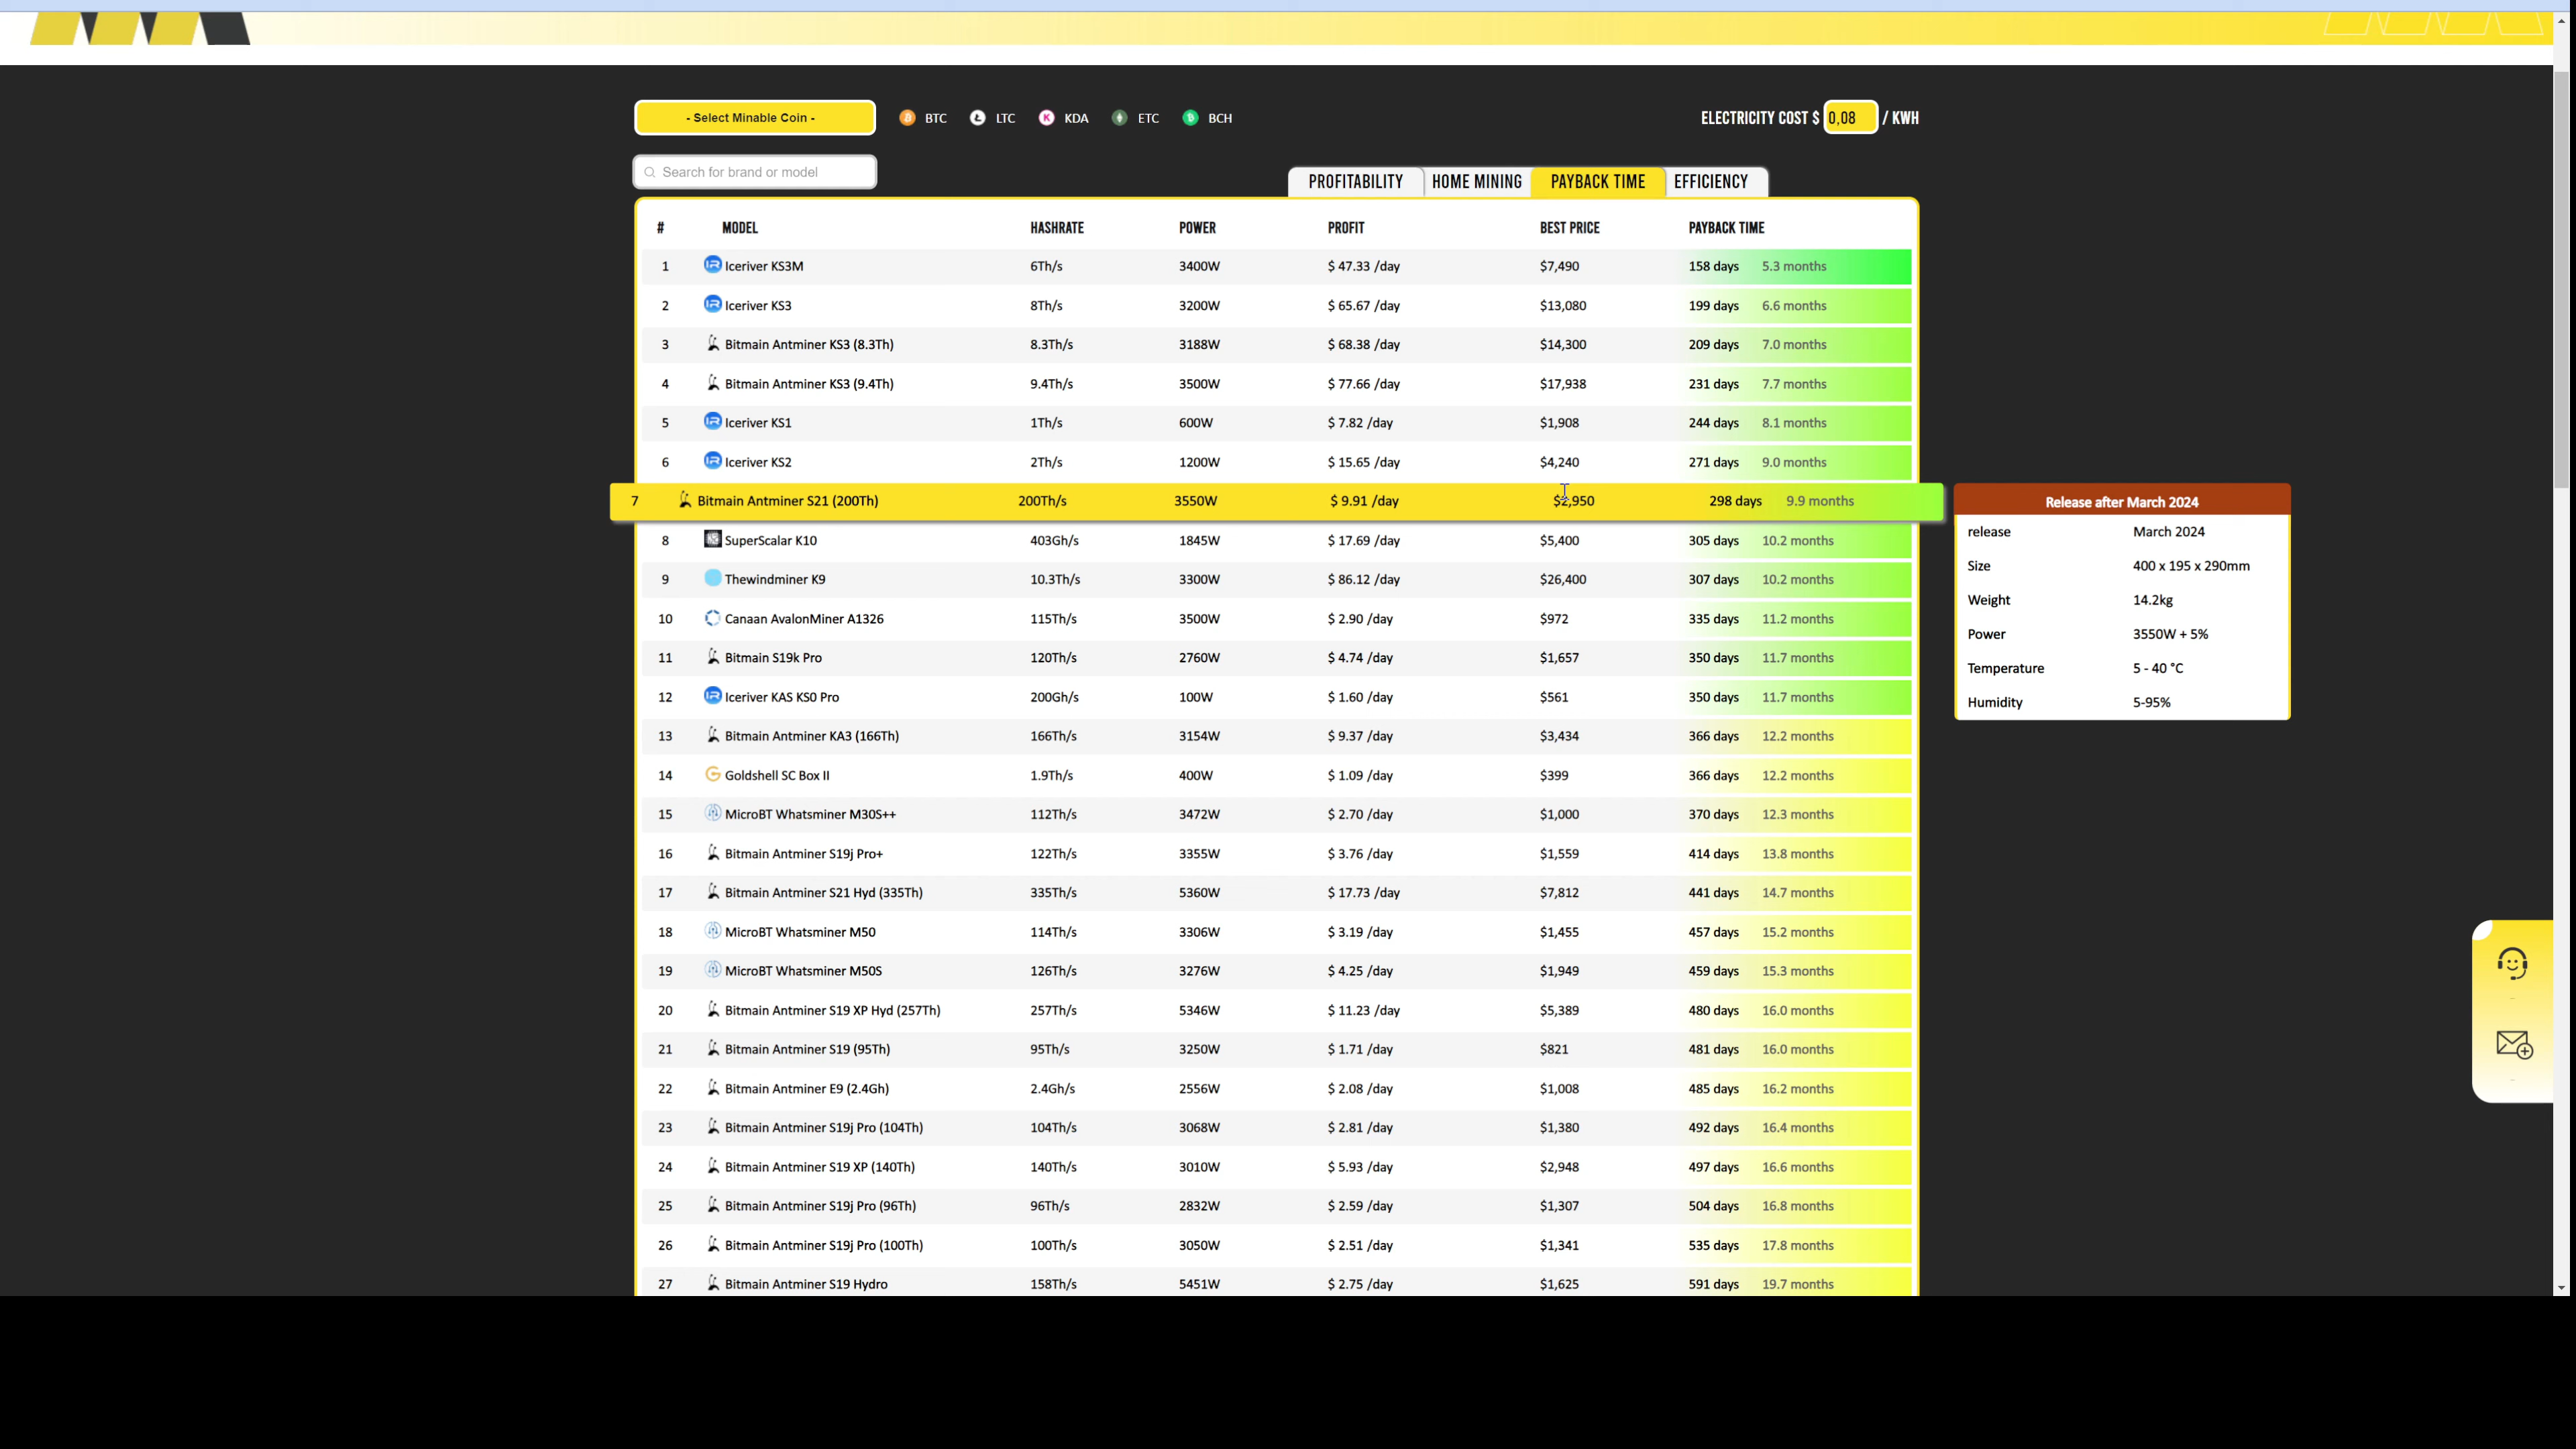 - Select Minable Coin - BTC LTC KDA ETC BCH ELECTRICITY COST $ 0,08 / KWH
Search for brand or model
PROFITABILITY HOME MINING PAYBACK TIME EFFICIENCY
# MODEL HASHRATE POWER PROFIT BEST PRICE PAYBACK TIME
1 Iceriver KS3M 6Th/s 3400W $ 47.33 /day $7,490 158 days 5.3 months
2 Iceriver KS3 8Th/s 3200W $ 65.67 /day $13,080 199 days 6.6 months
3 Bitmain Antminer KS3 (8.3Th) 8.3Th/s 3188W $ 68.38 /day $14,300 209 days 7.0 months
4 Bitmain Antminer KS3 (9.4Th) 9.4Th/s 3500W $ 77.66 /day $17,938 231 days 7.7 months
5 Iceriver KS1 1Th/s 600W $ 7.82 /day $1,908 244 days 8.1 months
6 Iceriver KS2 2Th/s 1200W $ 15.65 /day $4,240 271 days 9.0 months
7 Bitmain Antminer S21 (200Th) 200Th/s 3550W $ 9.91 /day $2,950 298 days 9.9 months
8 SuperScalar K10 403Gh/s 1845W $ 17.69 /day $5,400 305 days 10.2 months
9 Thewindminer K9 10.3Th/s 3300W $ 86.12 /day $26,400 307 days 10.2 months
10 Canaan AvalonMiner A1326 115Th/s 3500W $ 2.90 /day $972 335 days 11.2 months
11 Bitmain S19k Pro 120Th/s 2760W $ 4.74 /day $1,657 350 days 11.7 months
12 Iceriver KAS KS0 Pro 200Gh/s 100W $ 1.60 /day $561 350 days 11.7 months
13 Bitmain Antminer KA3 (166Th) 166Th/s 3154W $ 9.37 /day $3,434 366 days 12.2 months
14 Goldshell SC Box II 1.9Th/s 400W $ 1.09 /day $399 366 days 12.2 months
15 MicroBT Whatsminer M30S++ 112Th/s 3472W $ 2.70 /day $1,000 370 days 12.3 months
16 Bitmain Antminer S19j Pro+ 122Th/s 3355W $ 3.76 /day $1,559 414 days 13.8 months
17 Bitmain Antminer S21 Hyd (335Th) 335Th/s 5360W $ 17.73 /day $7,812 441 days 14.7 months
18 MicroBT Whatsminer M50 114Th/s 3306W $ 3.19 /day $1,455 457 days 15.2 months
19 MicroBT Whatsminer M50S 126Th/s 3276W $ 4.25 /day $1,949 459 days 15.3 months
20 Bitmain Antminer S19 XP Hyd (257Th) 257Th/s 5346W $ 11.23 /day $5,389 480 days 16.0 months
21 Bitmain Antminer S19 (95Th) 95Th/s 3250W $ 1.71 /day $821 481 days 16.0 months
22 Bitmain Antminer E9 (2.4Gh) 2.4Gh/s 2556W $ 2.08 /day $1,008 485 days 16.2 months
23 Bitmain Antminer S19j Pro (104Th) 104Th/s 3068W $ 2.81 /day $1,380 492 days 16.4 months
24 Bitmain Antminer S19 XP (140Th) 140Th/s 3010W $ 5.93 /day $2,948 497 days 16.6 months
25 Bitmain Antminer S19j Pro (96Th) 96Th/s 2832W $ 2.59 /day $1,307 504 days 16.8 months
26 Bitmain Antminer S19j Pro (100Th) 100Th/s 3050W $ 2.51 /day $1,341 535 days 17.8 months
27 Bitmain Antminer S19 Hydro 158Th/s 5451W $ 2.75 /day $1,625 591 days 19.7 months
Release after March 2024
release March 2024
Size 400 x 195 x 290mm
Weight 14.2kg
Power 3550W + 5%
Temperature 5 - 40 °C
Humidity 5-95%